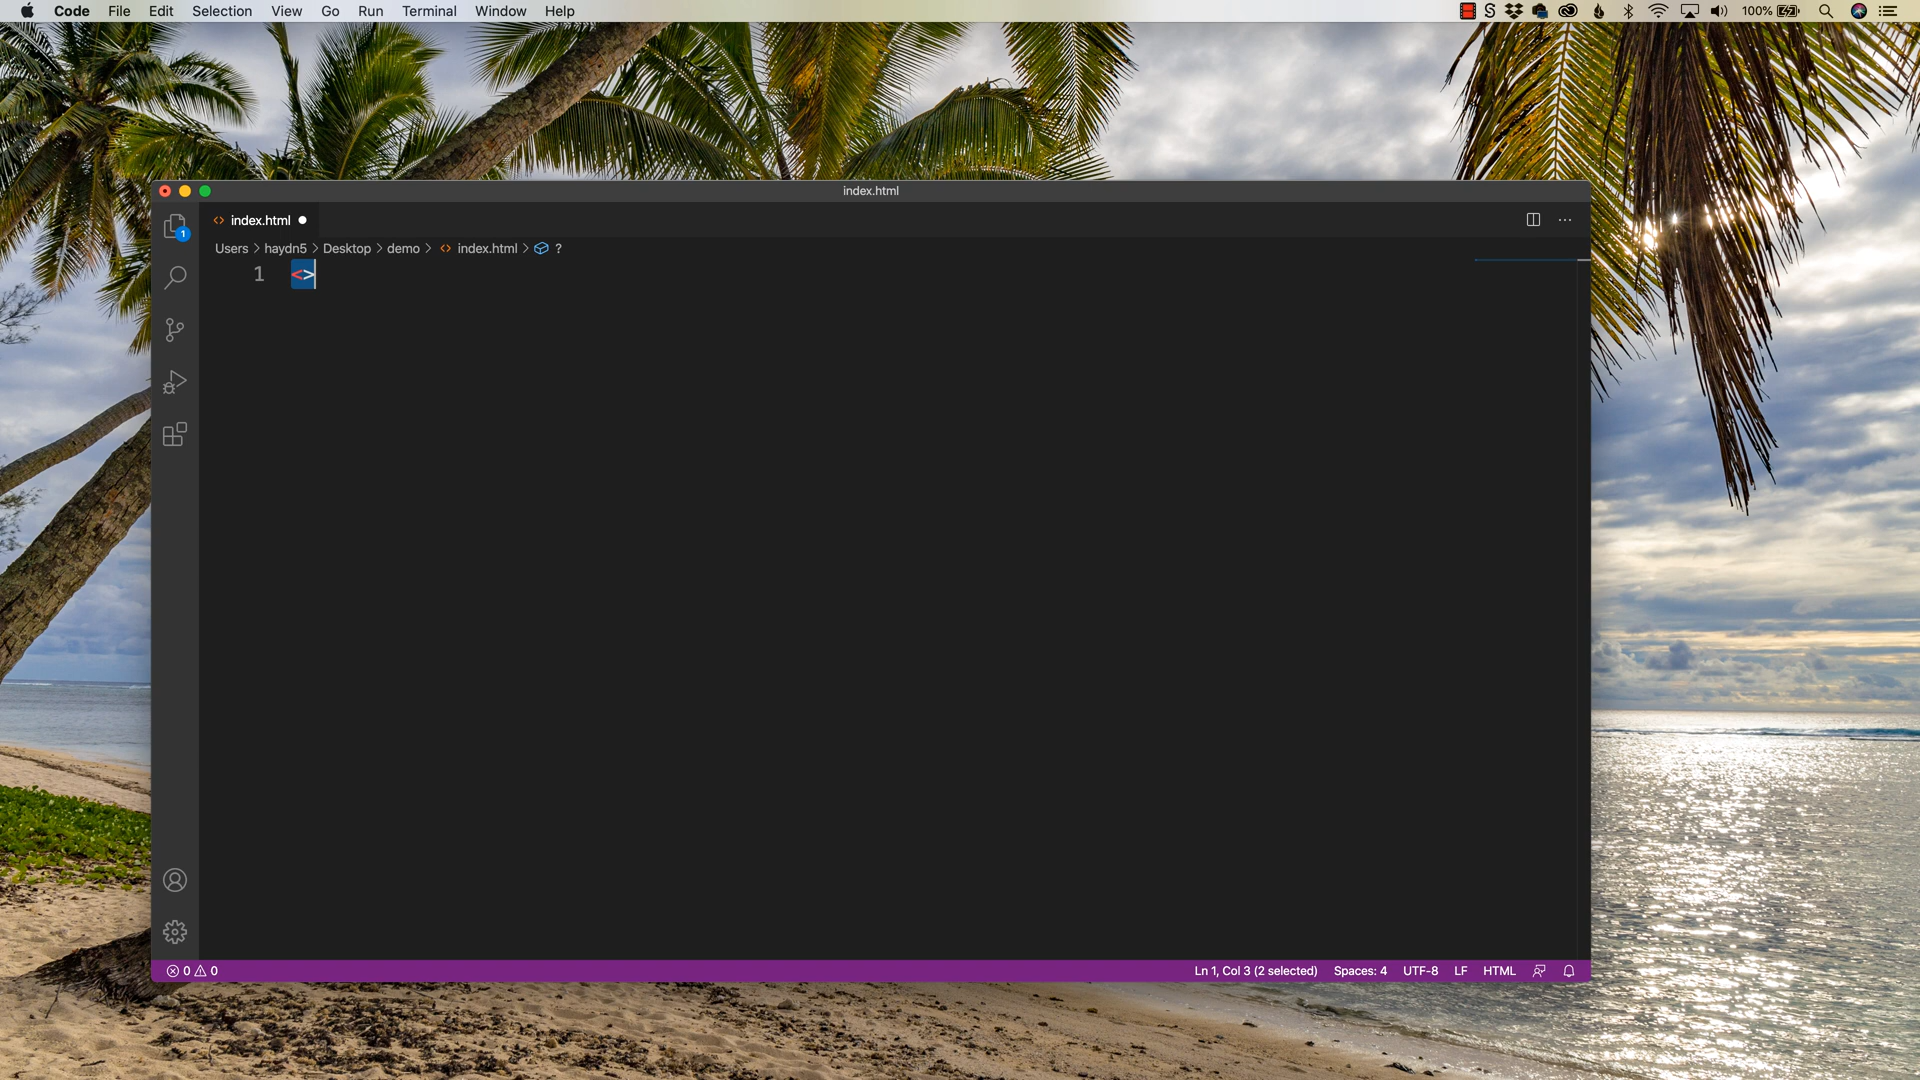 Code File Edit Selection View Go Run Terminal Window Help 100%
index.html
1
index.html
Users > haydn5 > Desktop > demo > <> index.html > ?
1 <>
0 0 Ln 1, Col 3 (2 selected) Spaces: 4 UTF-8 LF HTML